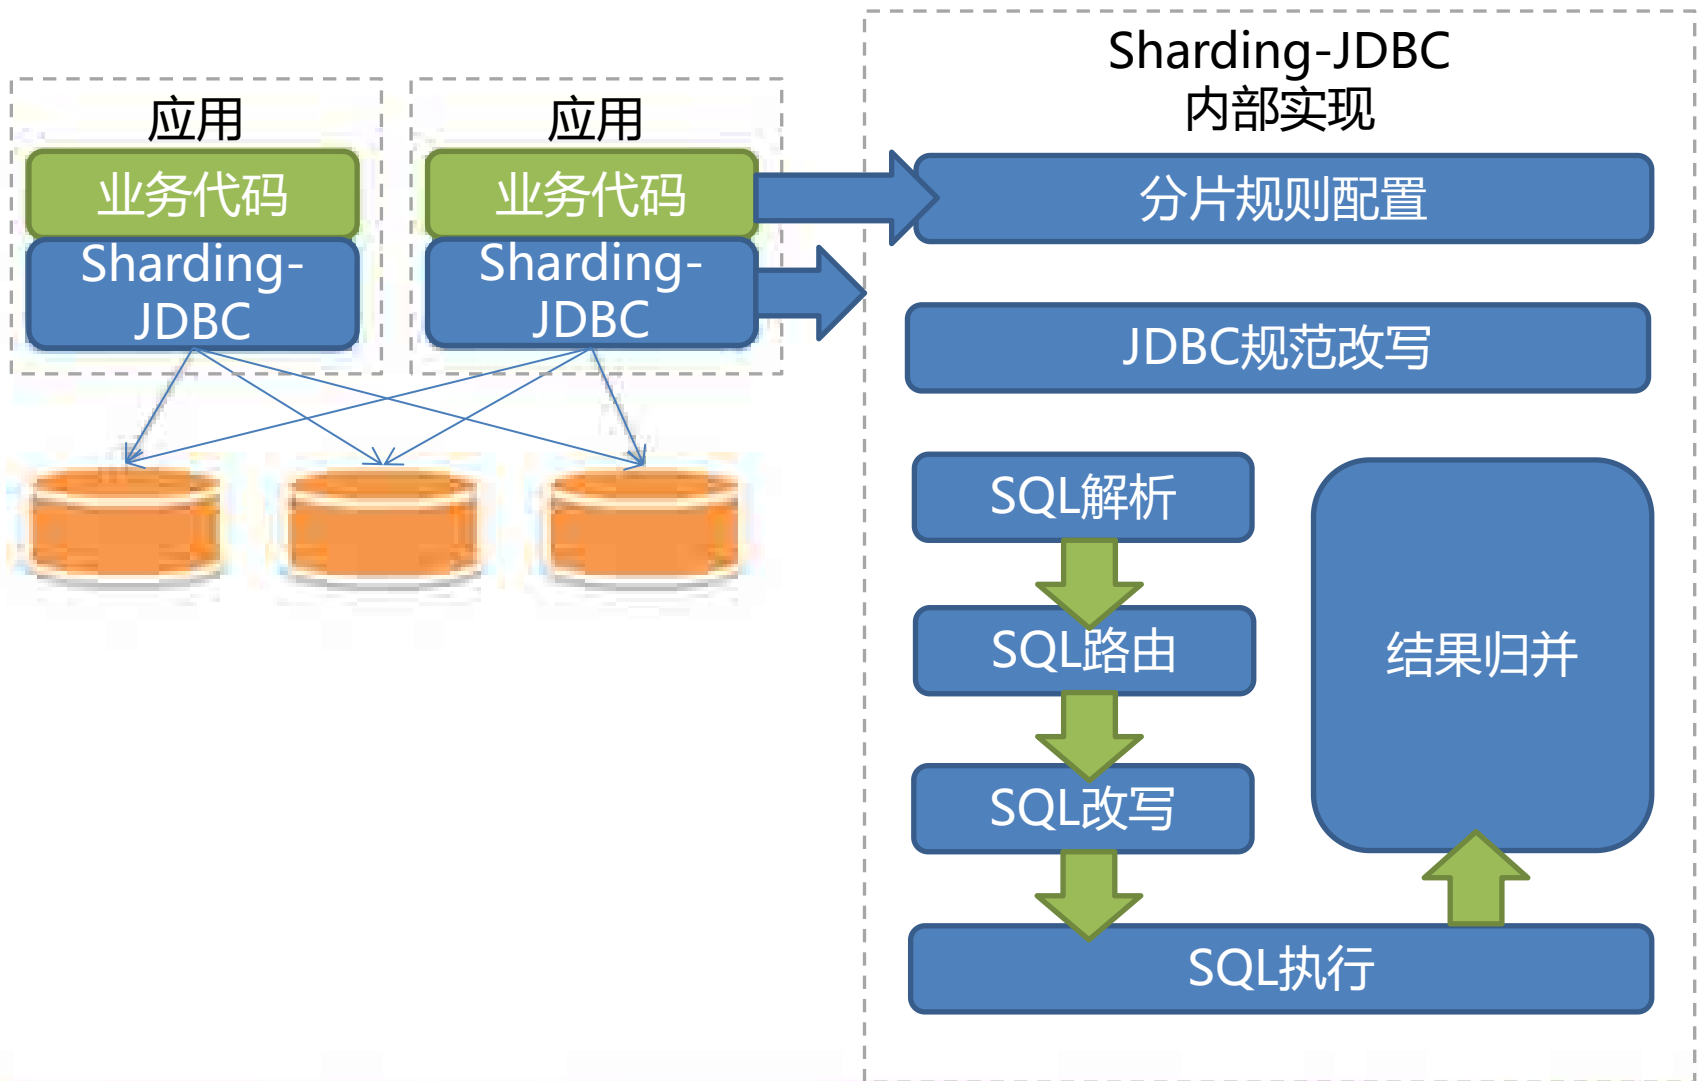 应用
业务代码
Sharding-
JDBC
应用
业务代码
Sharding-
JDBC
Sharding-JDBC
内部实现
分片规则配置
JDBC规范改写
SQL解析
SQL路由
SQL改写
结果归并
SQL执行